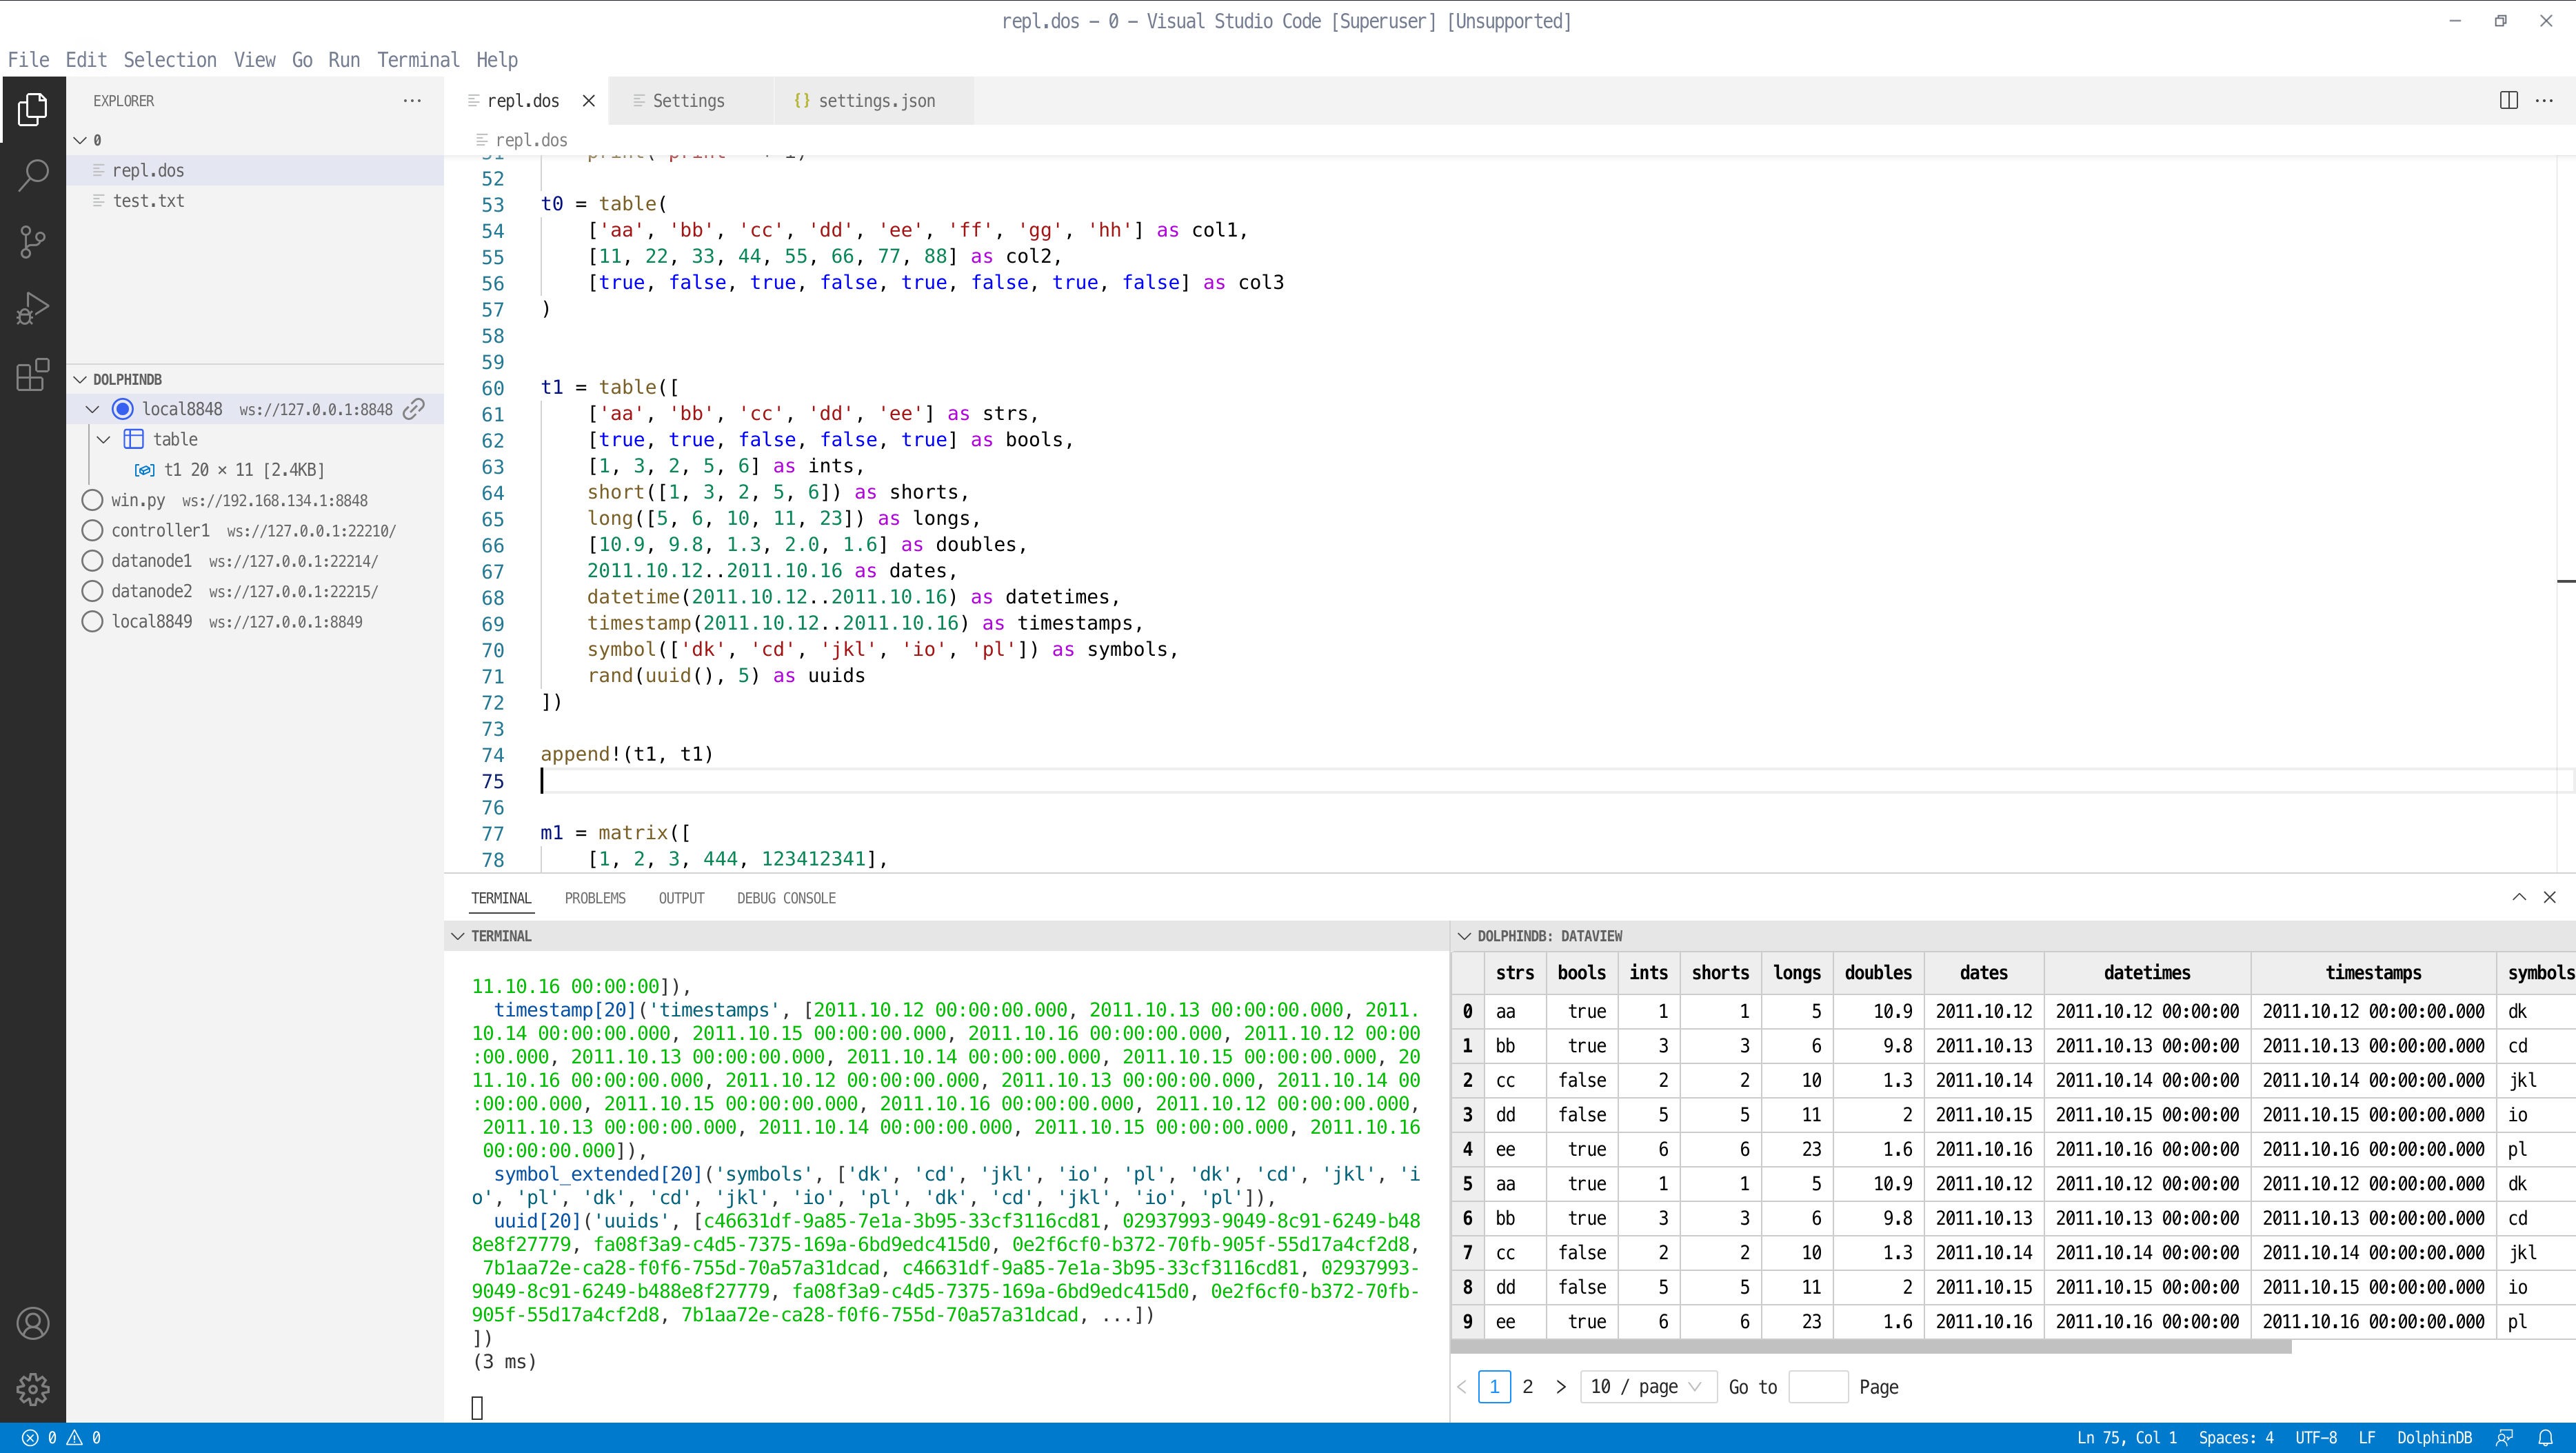 repl.dos - 0 - Visual Studio Code [Superuser] [Unsupported]
File Edit Selection View Go Run Terminal Help
EXPLORER
0
repl.dos
test.txt
DOLPHINDB
local8848 ws://127.0.0.1:8848
table
t1 20 × 11 [2.4KB]
win.py ws://192.168.134.1:8848
controller1 ws://127.0.0.1:22210/
datanode1 ws://127.0.0.1:22214/
datanode2 ws://127.0.0.1:22215/
local8849 ws://127.0.0.1:8849
repl.dos Settings {} settings.json
repl.dos
52
53 t0 = table(
54 ['aa', 'bb', 'cc', 'dd', 'ee', 'ff', 'gg', 'hh'] as col1,
55 [11, 22, 33, 44, 55, 66, 77, 88] as col2,
56 [true, false, true, false, true, false, true, false] as col3
57 )
58
59
60 t1 = table([
61 ['aa', 'bb', 'cc', 'dd', 'ee'] as strs,
62 [true, true, false, false, true] as bools,
63 [1, 3, 2, 5, 6] as ints,
64 short([1, 3, 2, 5, 6]) as shorts,
65 long([5, 6, 10, 11, 23]) as longs,
66 [10.9, 9.8, 1.3, 2.0, 1.6] as doubles,
67 2011.10.12..2011.10.16 as dates,
68 datetime(2011.10.12..2011.10.16) as datetimes,
69 timestamp(2011.10.12..2011.10.16) as timestamps,
70 symbol(['dk', 'cd', 'jkl', 'io', 'pl']) as symbols,
71 rand(uuid(), 5) as uuids
72 ])
73
74 append!(t1, t1)
75
76
77 m1 = matrix([
78 [1, 2, 3, 444, 123412341],
TERMINAL PROBLEMS OUTPUT DEBUG CONSOLE
TERMINAL
11.10.16 00:00:00]),
timestamp[20]('timestamps', [2011.10.12 00:00:00.000, 2011.10.13 00:00:00.000, 2011.
10.14 00:00:00.000, 2011.10.15 00:00:00.000, 2011.10.16 00:00:00.000, 2011.10.12 00:00
:00.000, 2011.10.13 00:00:00.000, 2011.10.14 00:00:00.000, 2011.10.15 00:00:00.000, 20
11.10.16 00:00:00.000, 2011.10.12 00:00:00.000, 2011.10.13 00:00:00.000, 2011.10.14 00
:00:00.000, 2011.10.15 00:00:00.000, 2011.10.16 00:00:00.000, 2011.10.12 00:00:00.000,
2011.10.13 00:00:00.000, 2011.10.14 00:00:00.000, 2011.10.15 00:00:00.000, 2011.10.16
00:00:00.000]),
symbol_extended[20]('symbols', ['dk', 'cd', 'jkl', 'io', 'pl', 'dk', 'cd', 'jkl', 'i
o', 'pl', 'dk', 'cd', 'jkl', 'io', 'pl', 'dk', 'cd', 'jkl', 'io', 'pl']),
uuid[20]('uuids', [c46631df-9a85-7e1a-3b95-33cf3116cd81, 02937993-9049-8c91-6249-b48
8e8f27779, fa08f3a9-c4d5-7375-169a-6bd9edc415d0, 0e2f6cf0-b372-70fb-905f-55d17a4cf2d8,
7b1aa72e-ca28-f0f6-755d-70a57a31dcad, c46631df-9a85-7e1a-3b95-33cf3116cd81, 02937993-
9049-8c91-6249-b488e8f27779, fa08f3a9-c4d5-7375-169a-6bd9edc415d0, 0e2f6cf0-b372-70fb-
905f-55d17a4cf2d8, 7b1aa72e-ca28-f0f6-755d-70a57a31dcad, ...])
])
(3 ms)
DOLPHINDB: DATAVIEW
strs bools ints shorts longs doubles dates datetimes timestamps symbols
0 aa true 1 1 5 10.9 2011.10.12 2011.10.12 00:00:00 2011.10.12 00:00:00.000 dk
1 bb true 3 3 6 9.8 2011.10.13 2011.10.13 00:00:00 2011.10.13 00:00:00.000 cd
2 cc false 2 2 10 1.3 2011.10.14 2011.10.14 00:00:00 2011.10.14 00:00:00.000 jkl
3 dd false 5 5 11 2 2011.10.15 2011.10.15 00:00:00 2011.10.15 00:00:00.000 io
4 ee true 6 6 23 1.6 2011.10.16 2011.10.16 00:00:00 2011.10.16 00:00:00.000 pl
5 aa true 1 1 5 10.9 2011.10.12 2011.10.12 00:00:00 2011.10.12 00:00:00.000 dk
6 bb true 3 3 6 9.8 2011.10.13 2011.10.13 00:00:00 2011.10.13 00:00:00.000 cd
7 cc false 2 2 10 1.3 2011.10.14 2011.10.14 00:00:00 2011.10.14 00:00:00.000 jkl
8 dd false 5 5 11 2 2011.10.15 2011.10.15 00:00:00 2011.10.15 00:00:00.000 io
9 ee true 6 6 23 1.6 2011.10.16 2011.10.16 00:00:00 2011.10.16 00:00:00.000 pl
< 1 2 > 10 / page Go to Page
0 0 Ln 75, Col 1 Spaces: 4 UTF-8 LF DolphinDB